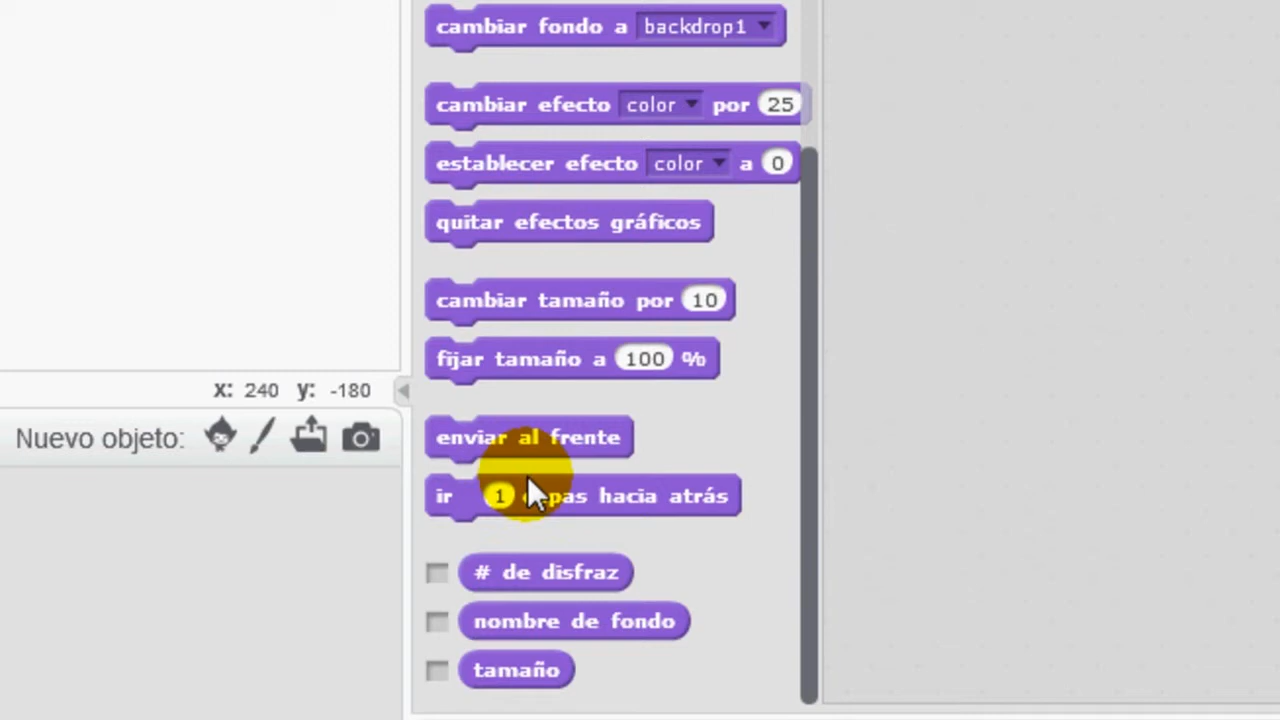 cambiar fondo a backdrop1
cambiar efecto color por 25
establecer efecto color a 0
quitar efectos gráficos
cambiar tamaño por 10
fijar tamaño a 100 %
x: 240 y: -180
Nuevo objeto:
enviar al frente
ir 1 capas hacia atrás
# de disfraz
nombre de fondo
tamaño